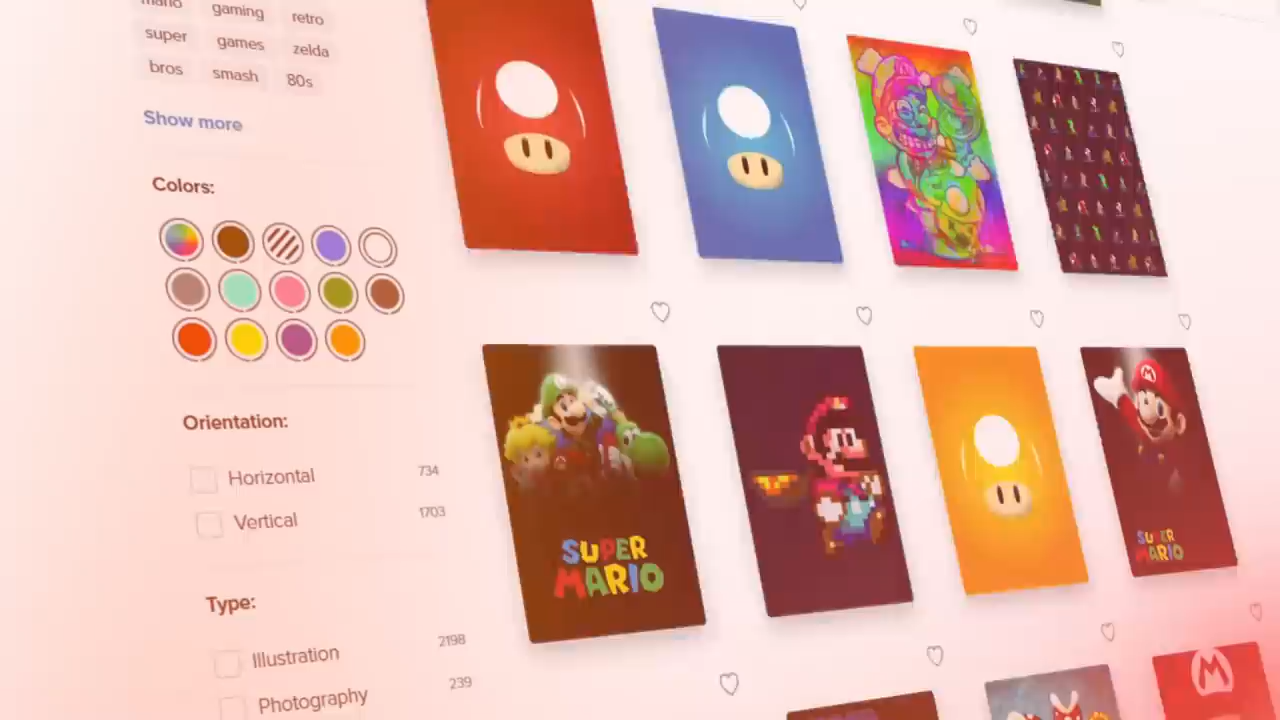 mario gaming retro
super games zelda
bros smash 80s
Show more
Colors:
Orientation:
Horizontal 734
Vertical 1703
Type:
Illustration 2198
Photography 239
SUPER
MARIO
M
SUPER
MARIO
M